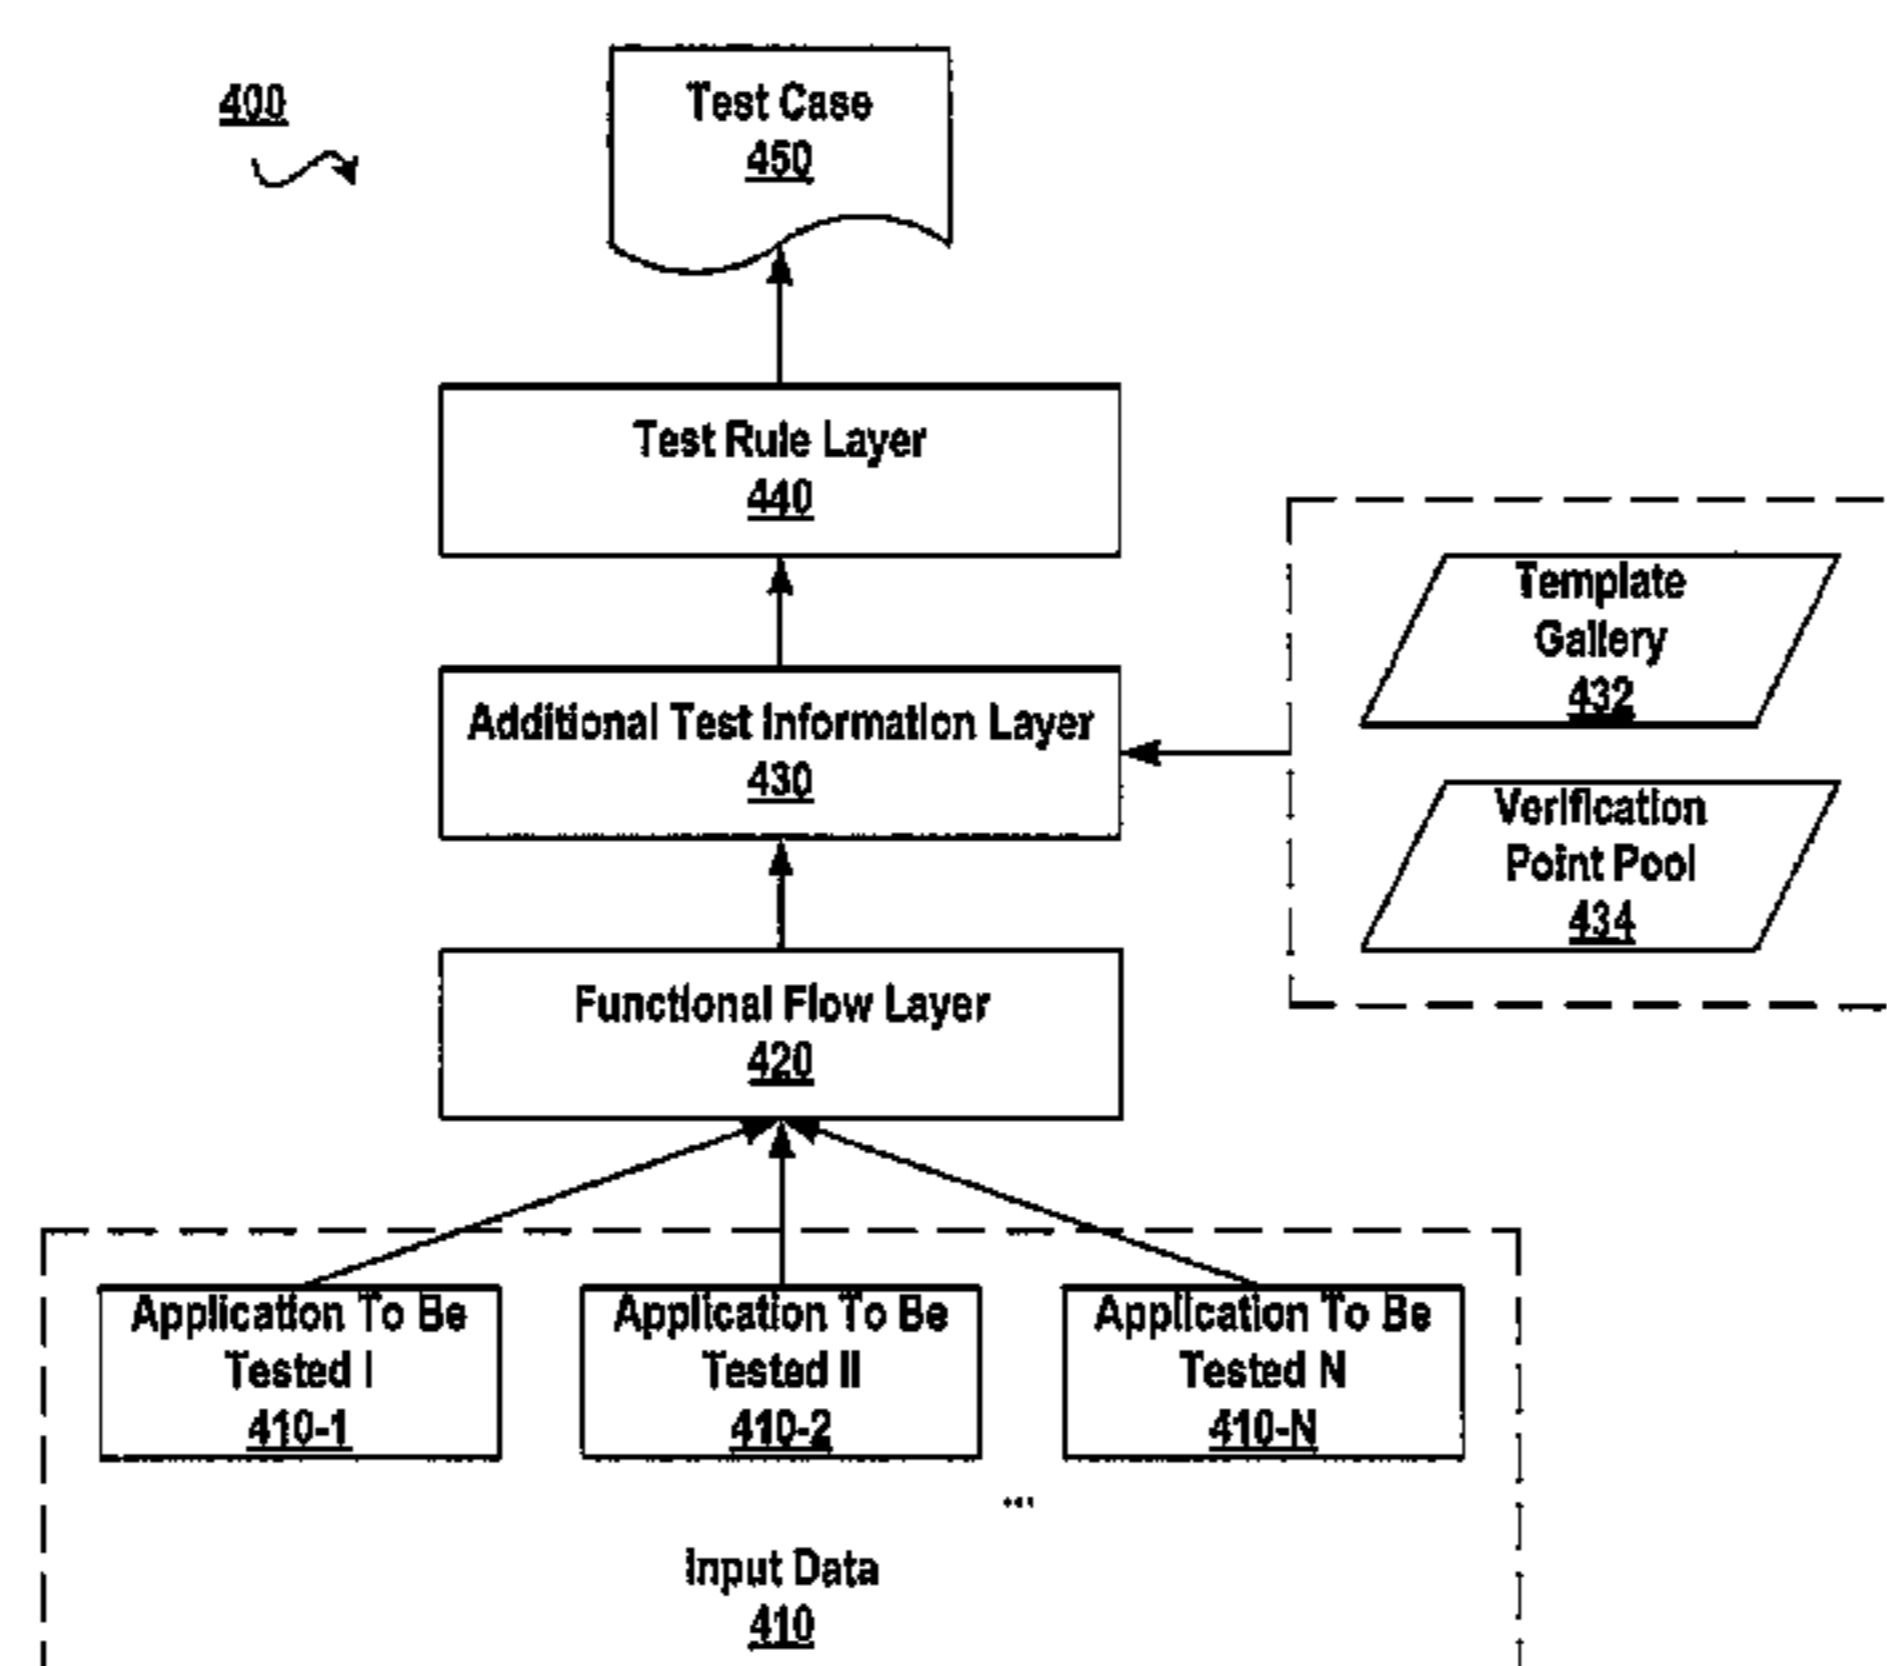 400
Test Case
450
Test Rule Layer
440
Template
Gallery
432
Additional Test Information Layer
430
Verification
Point Pool
434
Functional Flow Layer
420
Application To Be
Tested I
410-1
Application To Be
Tested II
410-2
Application To Be
Tested N
410-N
...
Input Data
410